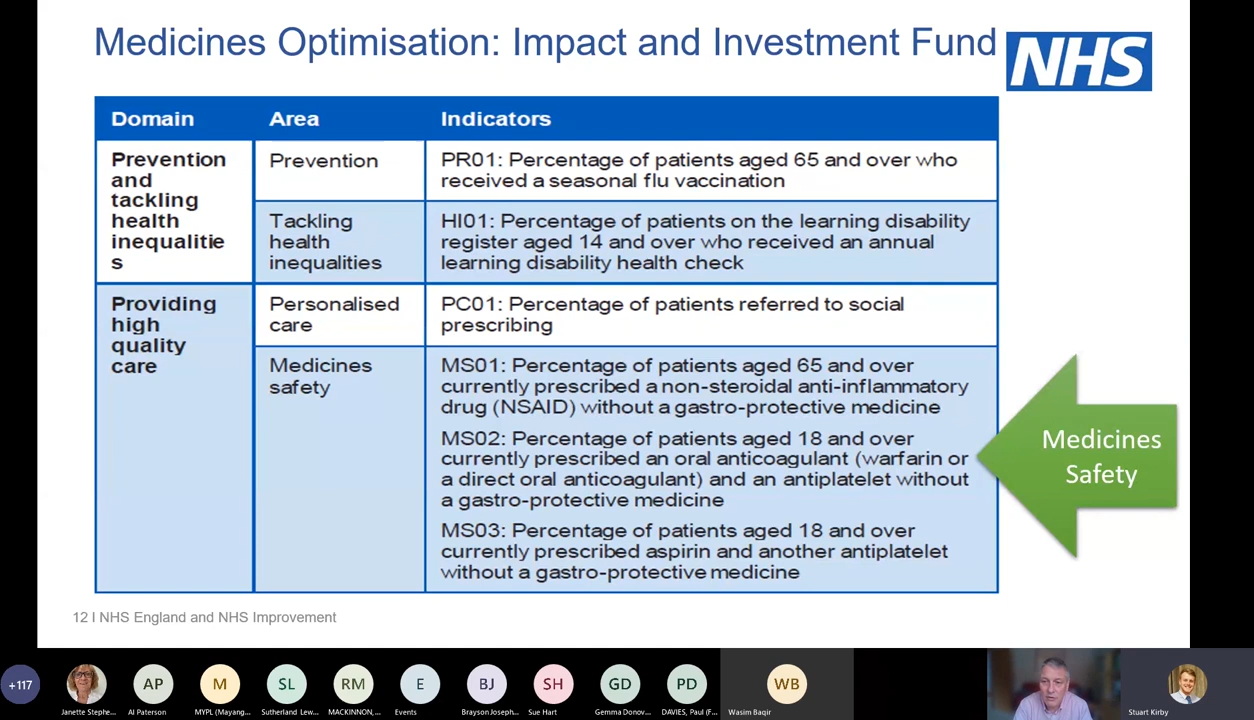 Medicines Optimisation: Impact and Investment Fund
NHS
Domain
Area
Indicators
Prevention
and
tackling
health
inequalitie
s
Prevention
PR01: Percentage of patients aged 65 and over who
received a seasonal flu vaccination
Tackling
health
inequalities
HI01: Percentage of patients on the learning disability
register aged 14 and over who received an annual
learning disability health check
Providing
high
quality
care
Personalised
care
PC01: Percentage of patients referred to social
prescribing
Medicines
safety
MS01: Percentage of patients aged 65 and over
currently prescribed a non-steroidal anti-inflammatory
drug (NSAID) without a gastro-protective medicine
MS02: Percentage of patients aged 18 and over
currently prescribed an oral anticoagulant (warfarin or
a direct oral anticoagulant) and an antiplatelet without
a gastro-protective medicine
MS03: Percentage of patients aged 18 and over
currently prescribed aspirin and another antiplatelet
without a gastro-protective medicine
Medicines
Safety
12 I NHS England and NHS Improvement
+117
AP
M
SL
RM
E
BJ
SH
GD
PD
WB
Janette Stephe...
Al Paterson
MYPL (Mayang...
Sutherland Lew...
MACKINNON,...
Events
Brayson Joseph...
Sue Hart
Gemma Donov...
DAVIES, Paul (F...
Wasim Baqir
Stuart Kirby